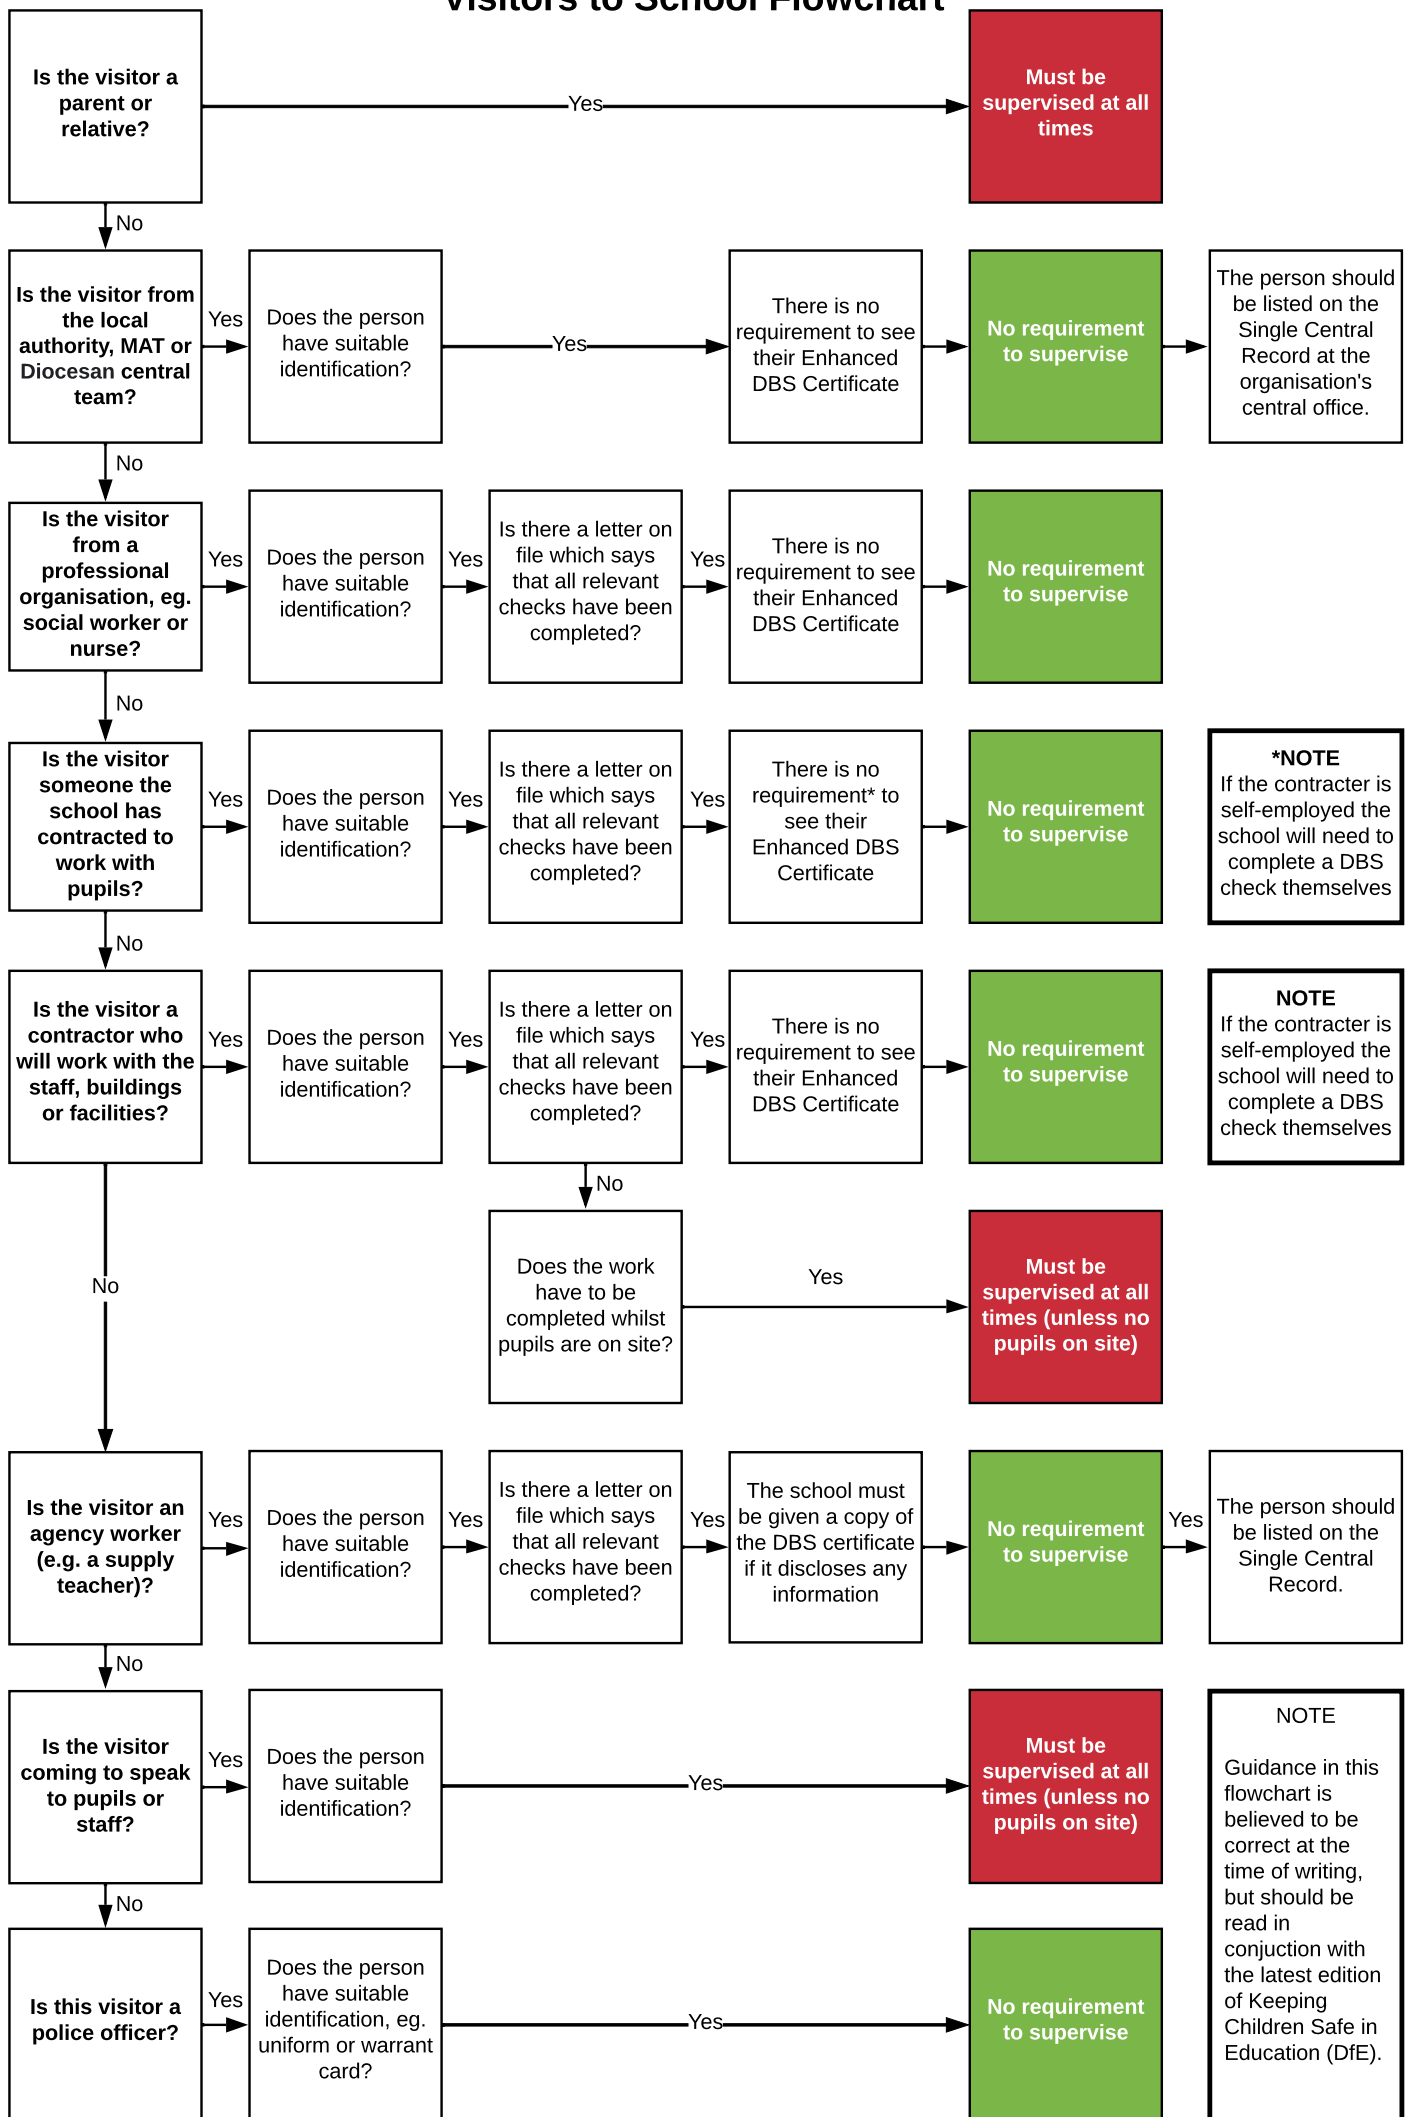 Visitors to School Flowchart
Is the visitor a
parent or
relative?
Yes
Must be
supervised at all
times
No
Is the visitor from
the local
authority, MAT or
Diocesan central
team?
Yes
Does the person
have suitable
identification?
Yes
There is no
requirement to see
their Enhanced
DBS Certificate
No requirement
to supervise
The person should
be listed on the
Single Central
Record at the
organisation's
central office.
No
Is the visitor
from a
professional
organisation, eg.
social worker or
nurse?
Yes
Does the person
have suitable
identification?
Yes
Is there a letter on
file which says
that all relevant
checks have been
completed?
Yes
There is no
requirement to see
their Enhanced
DBS Certificate
No requirement
to supervise
No
Is the visitor
someone the
school has
contracted to
work with
pupils?
Yes
Does the person
have suitable
identification?
Yes
Is there a letter on
file which says
that all relevant
checks have been
completed?
Yes
There is no
requirement* to
see their
Enhanced DBS
Certificate
No requirement
to supervise
*NOTE
If the contracter is
self-employed the
school will need to
complete a DBS
check themselves
No
Is the visitor a
contractor who
will work with the
staff, buildings
or facilities?
Yes
Does the person
have suitable
identification?
Yes
Is there a letter on
file which says
that all relevant
checks have been
completed?
Yes
There is no
requirement to see
their Enhanced
DBS Certificate
No requirement
to supervise
NOTE
If the contracter is
self-employed the
school will need to
complete a DBS
check themselves
No
Does the work
have to be
completed whilst
pupils are on site?
Yes
Must be
supervised at all
times (unless no
pupils on site)
No
Is the visitor an
agency worker
(e.g. a supply
teacher)?
Yes
Does the person
have suitable
identification?
Yes
Is there a letter on
file which says
that all relevant
checks have been
completed?
Yes
The school must
be given a copy of
the DBS certificate
if it discloses any
information
No requirement
to supervise
Yes
The person should
be listed on the
Single Central
Record.
No
Is the visitor
coming to speak
to pupils or
staff?
Yes
Does the person
have suitable
identification?
Yes
Must be
supervised at all
times (unless no
pupils on site)
NOTE
Guidance in this
flowchart is
believed to be
correct at the
time of writing,
but should be
read in
conjuction with
the latest edition
of Keeping
Children Safe in
Education (DfE).
No
Is this visitor a
police officer?
Yes
Does the person
have suitable
identification, eg.
uniform or warrant
card?
Yes
No requirement
to supervise